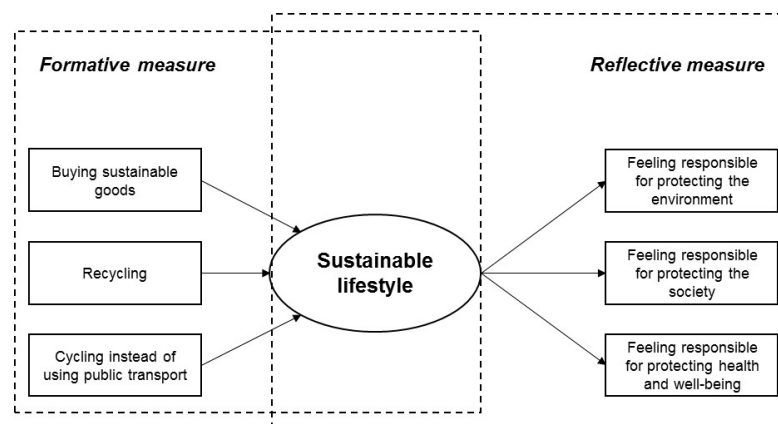 Formative measure
Reflective measure
Buying sustainable
goods
Recycling
Cycling instead of
using public transport
Sustainable
lifestyle
Feeling responsible
for protecting the
environment
Feeling responsible
for protecting the
society
Feeling responsible
for protecting health
and well-being